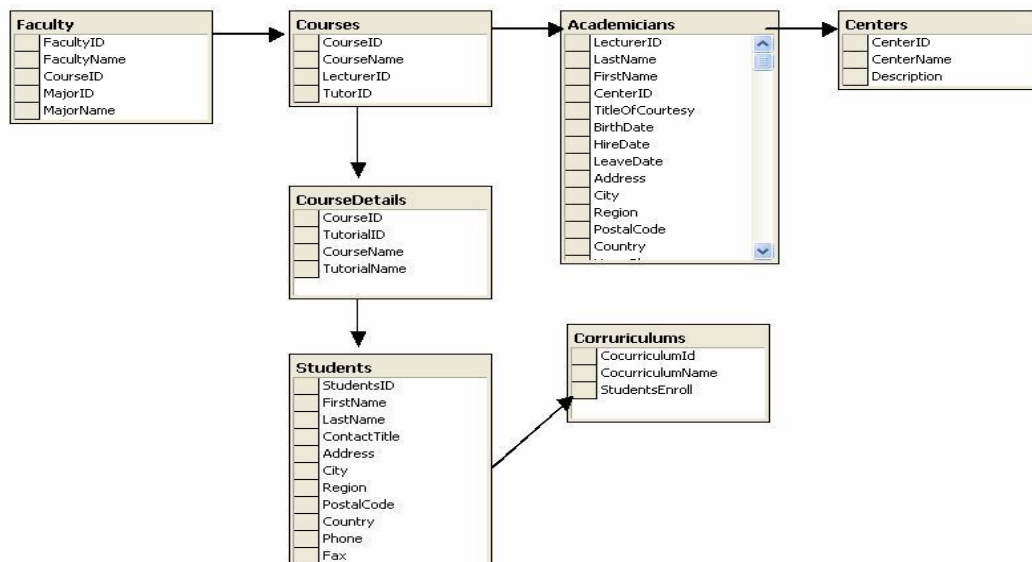 Faculty
FacultyID
FacultyName
CourseID
MajorID
MajorName
Courses
CourseID
CourseName
LecturerID
TutorID
Academicians
LecturerID
LastName
FirstName
CenterID
TitleOfCourtesy
BirthDate
HireDate
LeaveDate
Address
City
Region
PostalCode
Country
Centers
CenterID
CenterName
Description
CourseDetails
CourseID
TutorialID
CourseName
TutorialName
Students
StudentsID
FirstName
LastName
ContactTitle
Address
City
Region
PostalCode
Country
Phone
Fax
Corruriculums
CocurriculumId
CocurriculumName
StudentsEnroll